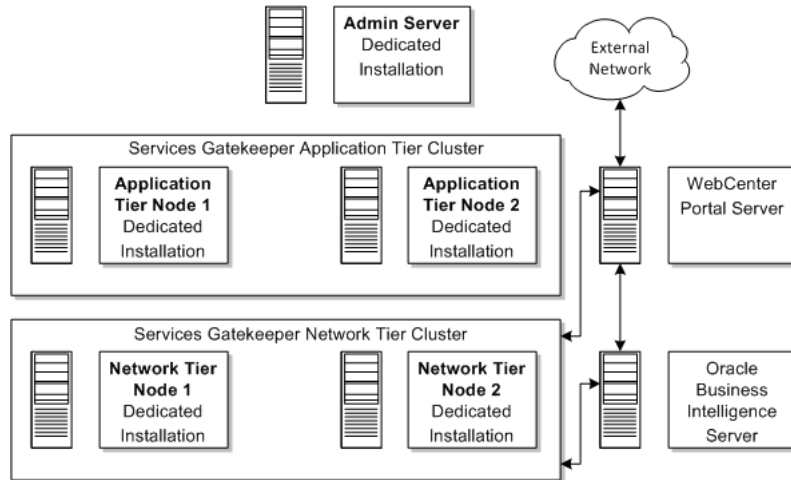 Admin Server
Dedicated
Installation
External
Network
Services Gatekeeper Application Tier Cluster
Application
Tier Node 1
Dedicated
Installation
Application
Tier Node 2
Dedicated
Installation
WebCenter
Portal Server
Services Gatekeeper Network Tier Cluster
Network Tier
Node 1
Dedicated
Installation
Network Tier
Node 2
Dedicated
Installation
Oracle
Business
Intelligence
Server